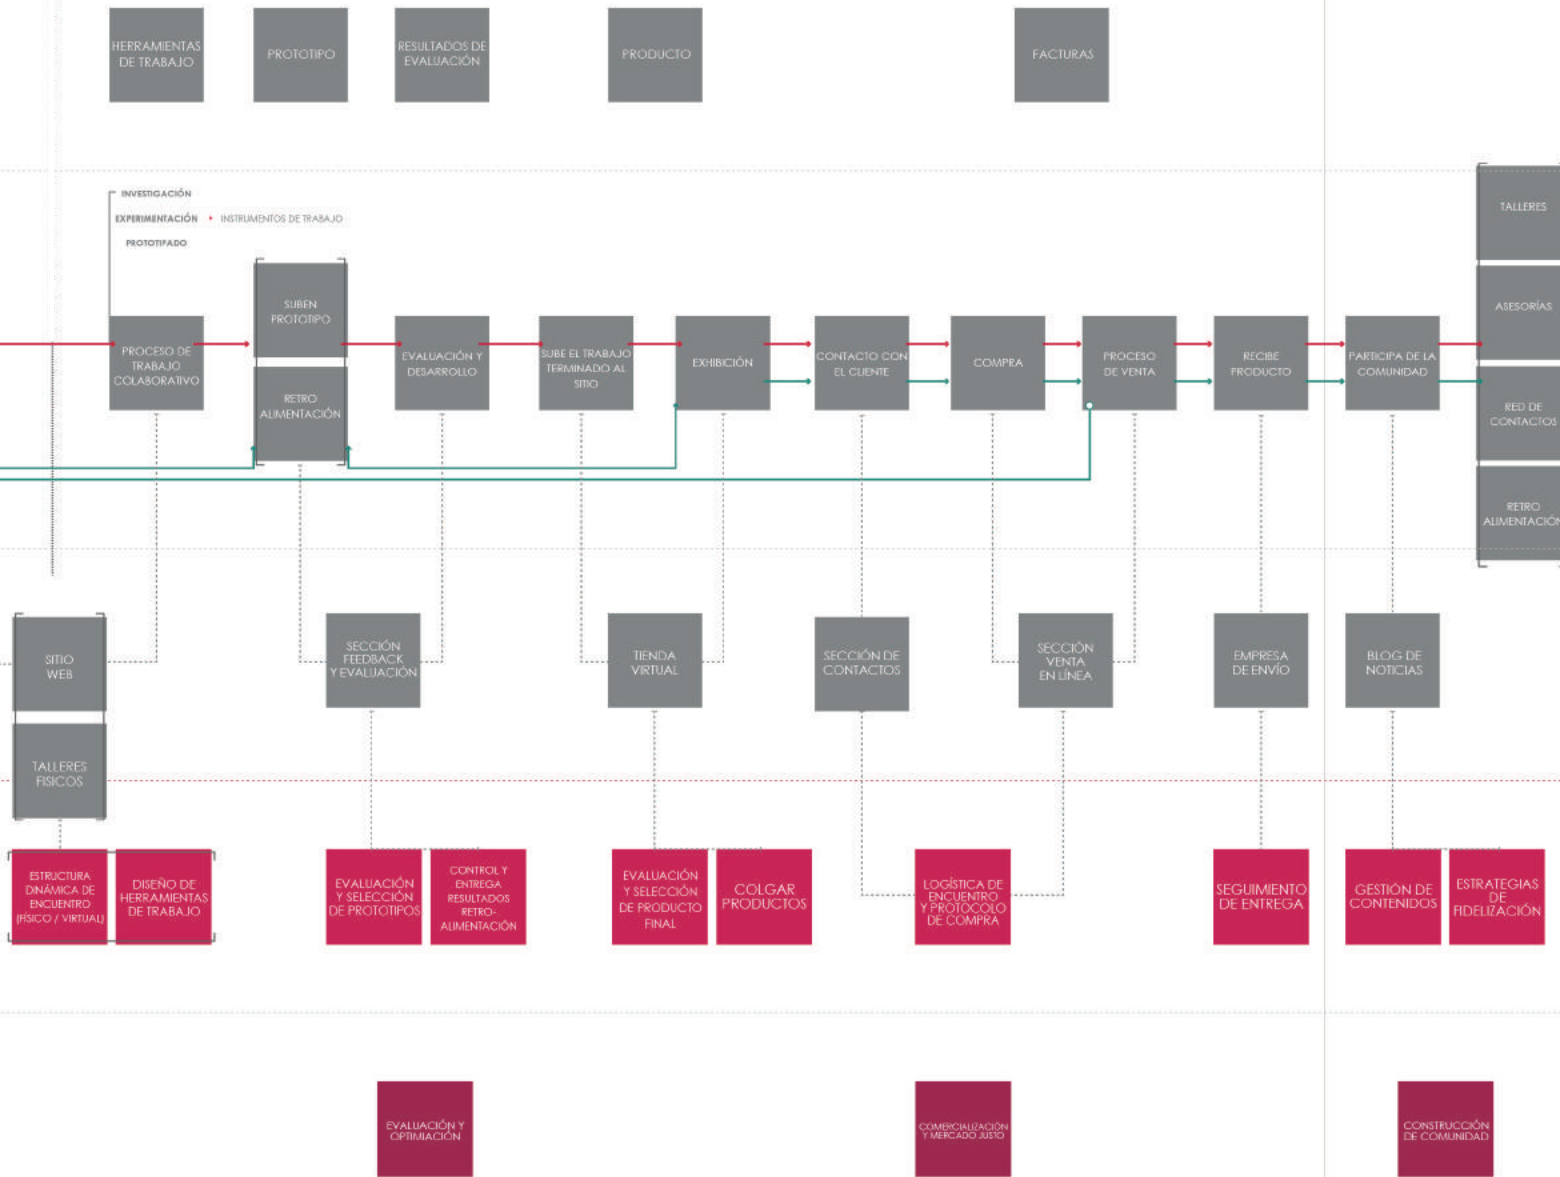 HERRAMIENTAS
DE TRABAJO
PROTOTIPO
RESULTADOS DE
EVALUACIÓN
PRODUCTO
FACTURAS
INVESTIGACIÓN
EXPERIMENTACIÓN
INSTRUMENTOS DE TRABAJO
PROTOTIPADO
PROCESO DE
TRABAJO
COLABORATIVO
SUBEN
PROTOTIPO
RETRO
ALIMENTACIÓN
EVALUACIÓN Y
DESARROLLO
SUBE EL TRABAJO
TERMINADO AL
SITIO
EXHIBICIÓN
CONTACTO CON
EL CLIENTE
COMPRA
PROCESO
DE VENTA
RECIBE
PRODUCTO
PARTICIPA DE LA
COMUNIDAD
TALLERES
ASESORÍAS
RED DE
CONTACTOS
RETRO
ALIMENTACIÓN
SITIO
WEB
TALLERES
FISICOS
SECCIÓN
FEEDBACK
Y EVALUACIÓN
TIENDA
VIRTUAL
SECCIÓN DE
CONTACTOS
SECCIÓN
VENTA
EN LÍNEA
EMPRESA
DE ENVÍO
BLOG DE
NOTICIAS
ESTRUCTURA
DINÁMICA DE
ENCUENTRO
(FÍSICO / VIRTUAL)
DISEÑO DE
HERRAMIENTAS
DE TRABAJO
EVALUACIÓN
Y SELECCIÓN
DE PROTOTIPOS
CONTROL Y
ENTREGA
RESULTADOS
RETRO-
ALIMENTACIÓN
EVALUACIÓN
Y SELECCIÓN
DE PRODUCTO
FINAL
COLGAR
PRODUCTOS
LOGÍSTICA DE
ENCUENTRO
Y PROTOCOLO
DE COMPRA
SEGUIMIENTO
DE ENTREGA
GESTIÓN DE
CONTENIDOS
ESTRATEGIAS
DE
FIDELIZACIÓN
EVALUACIÓN Y
OPTIMIACIÓN
COMERCIALIZACIÓN
Y MERCADO JUSTO
CONSTRUCCIÓN
DE COMUNIDAD